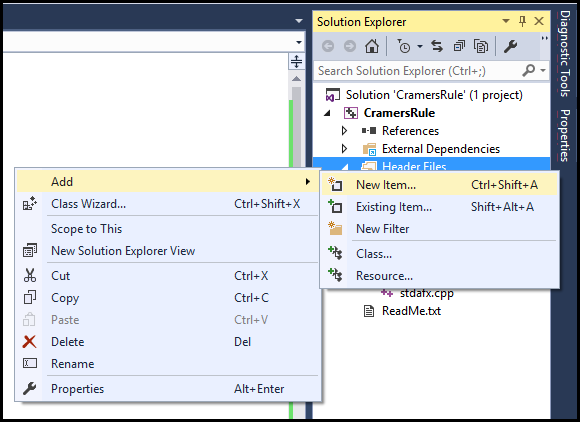 Solution Explorer
Search Solution Explorer (Ctrl+;)
Solution 'CramersRule' (1 project)
CramersRule
References
External Dependencies
Header Files
Add
Class Wizard... Ctrl+Shift+X
Scope to This
New Solution Explorer View
Cut Ctrl+X
Copy Ctrl+C
Paste Ctrl+V
Delete Del
Rename
Properties Alt+Enter
New Item... Ctrl+Shift+A
Existing Item... Shift+Alt+A
New Filter
Class...
Resource...
stdafx.cpp
ReadMe.txt
Diagnostic Tools
Properties